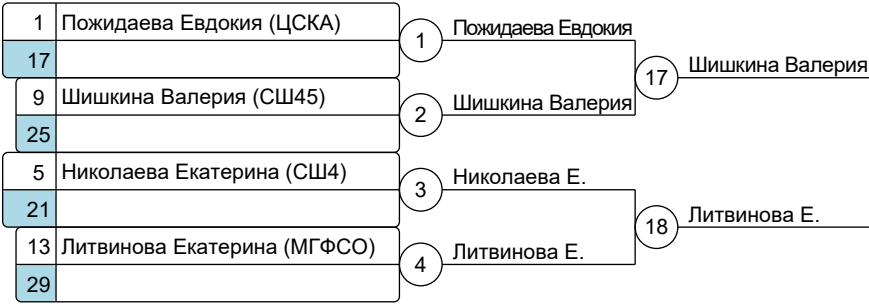 1 Пожидаева Евдокия (ЦСКА)
17
1
Пожидаева Евдокия
9 Шишкина Валерия (СШ45)
25
2
Шишкина Валерия
17
Шишкина Валерия
5 Николаева Екатерина (СШ4)
21
3
Николаева Е.
13 Литвинова Екатерина (МГФСО)
29
4
Литвинова Е.
18
Литвинова Е.